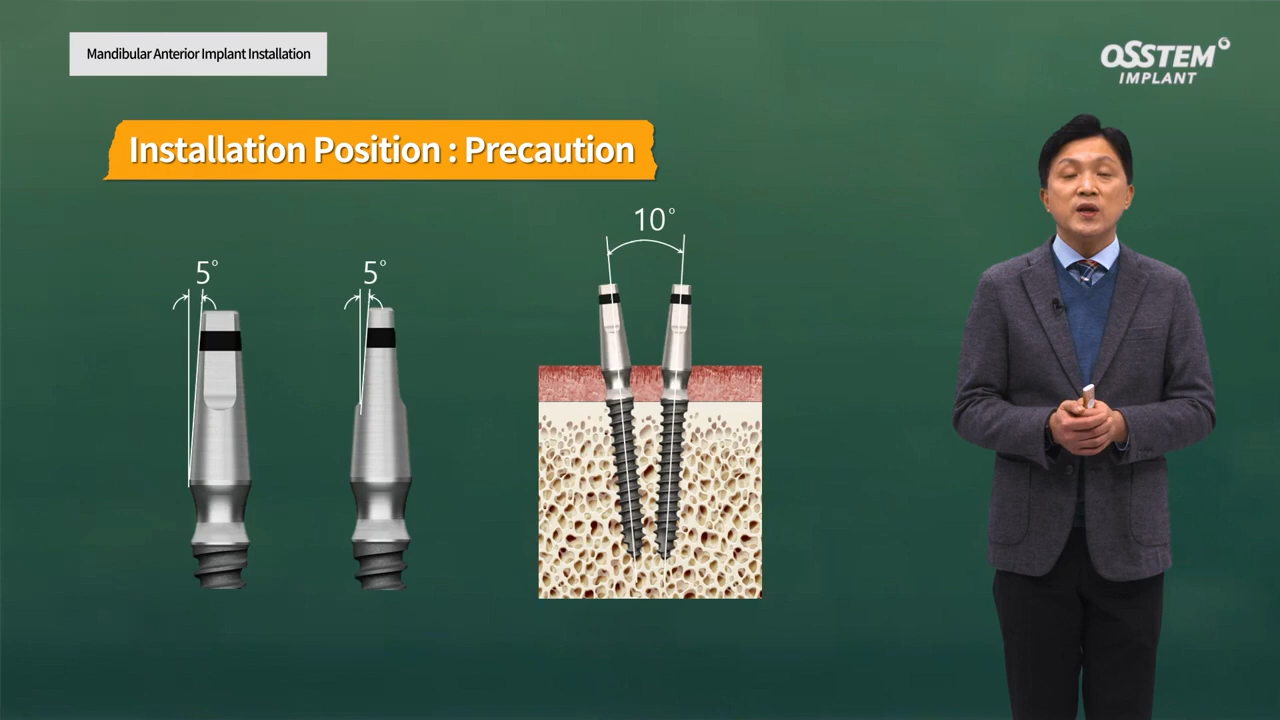 Mandibular Anterior Implant Installation
OSSTEM
IMPLANT
Installation Position : Precaution
10°
5°
5°